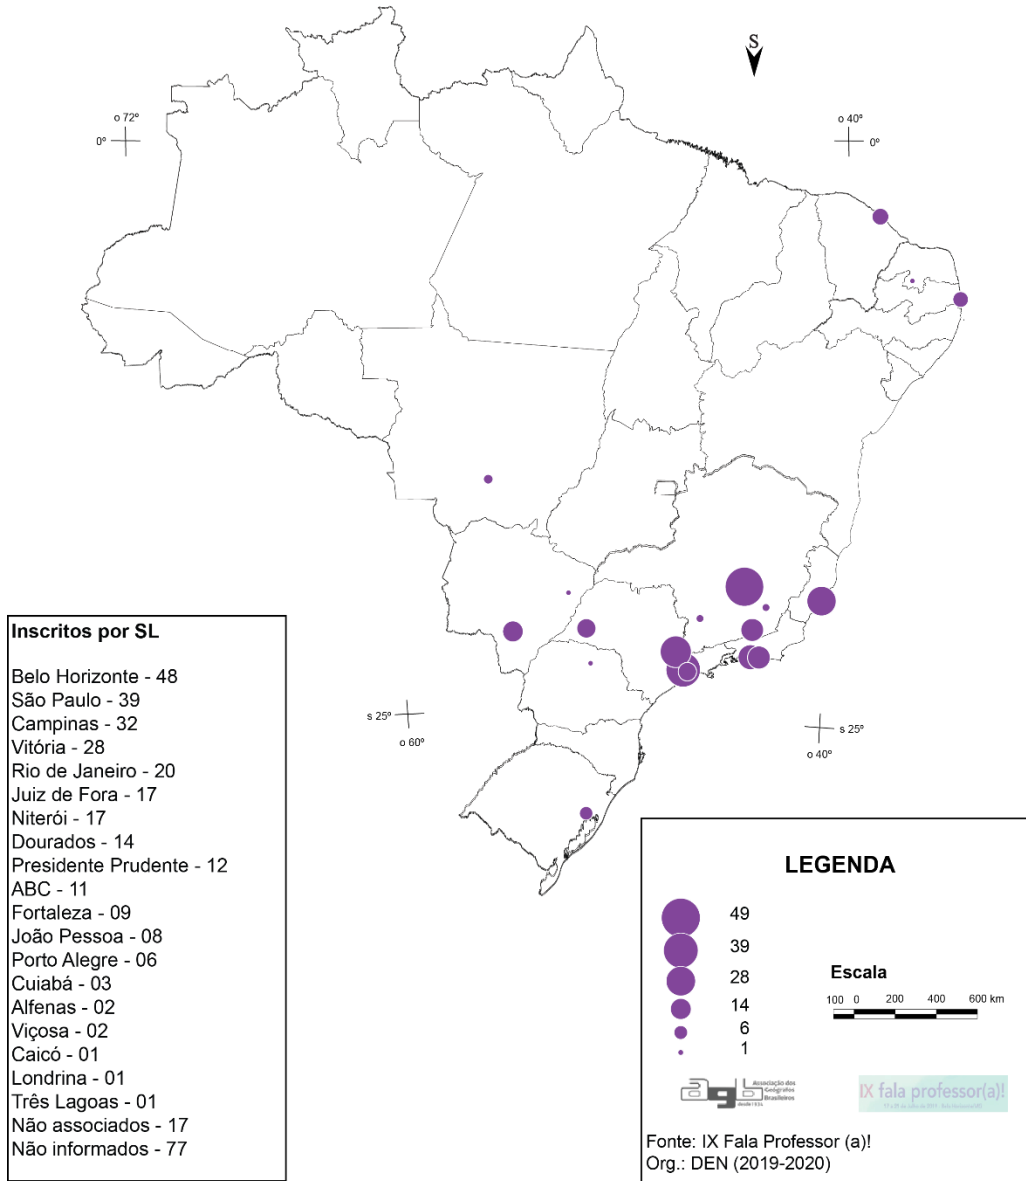 S
o 72º
0º
o 40º
0º
s 25º
o 60º
s 25º
o 40º
Inscritos por SL
Belo Horizonte - 48
São Paulo - 39
Campinas - 32
Vitória - 28
Rio de Janeiro - 20
Juiz de Fora - 17
Niterói - 17
Dourados - 14
Presidente Prudente - 12
ABC - 11
Fortaleza - 09
João Pessoa - 08
Porto Alegre - 06
Cuiabá - 03
Alfenas - 02
Viçosa - 02
Caicó - 01
Londrina - 01
Três Lagoas - 01
Não associados - 17
Não informados - 77
LEGENDA
49
39
28
14
6
1
Escala
100 0 200 400 600 km
agb
Associação dos
Geógrafos
Brasileiros
desde 1934
IX fala professor(a)!
Fonte: IX Fala Professor (a)!
Org.: DEN (2019-2020)